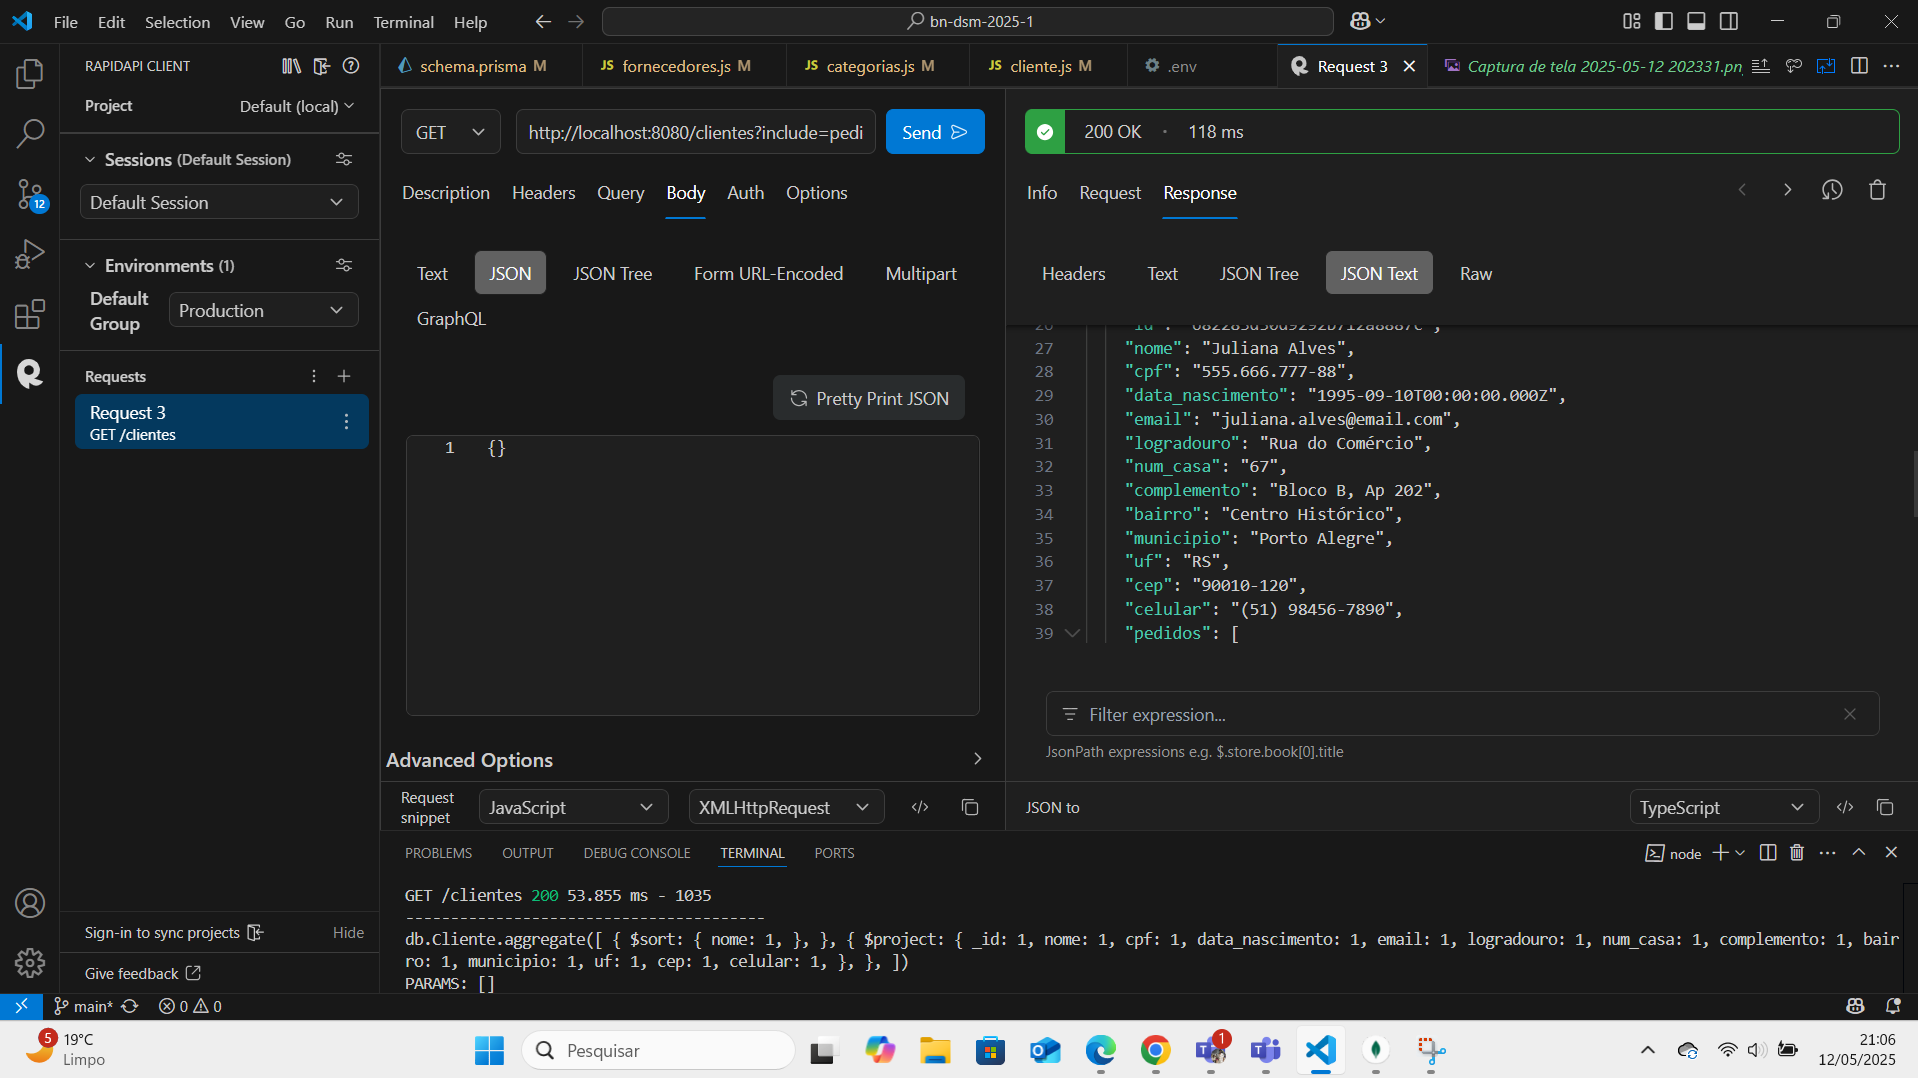 File Edit Selection View Go Run Terminal Help
bn-dsm-2025-1
RAPIDAPI CLIENT
Project Default (local)
Sessions (Default Session)
Default Session
Environments (1)
Default Group Production
Requests
Request 3
GET /clientes
Sign-in to sync projects Hide
Give feedback
12
schema.prisma M
JS fornecedores.js M
JS categorias.js M
JS cliente.js M
.env
Request 3
Captura de tela 2025-05-12 202331.pn
GET http://localhost:8080/clientes?include=pedi Send
Description Headers Query Body Auth Options
Text JSON JSON Tree Form URL-Encoded Multipart
GraphQL
Pretty Print JSON
1 {}
Advanced Options
Request snippet JavaScript XMLHttpRequest
200 OK · 118 ms
Info Request Response
Headers Text JSON Tree JSON Text Raw
27 "nome": "Juliana Alves",
28 "cpf": "555.666.777-88",
29 "data_nascimento": "1995-09-10T00:00:00.000Z",
30 "email": "juliana.alves@email.com",
31 "logradouro": "Rua do Comércio",
32 "num_casa": "67",
33 "complemento": "Bloco B, Ap 202",
34 "bairro": "Centro Histórico",
35 "municipio": "Porto Alegre",
36 "uf": "RS",
37 "cep": "90010-120",
38 "celular": "(51) 98456-7890",
39 "pedidos": [
Filter expression...
JsonPath expressions e.g. $.store.book[0].title
JSON to TypeScript
PROBLEMS OUTPUT DEBUG CONSOLE TERMINAL PORTS
node
GET /clientes 200 53.855 ms - 1035
--------------------------------------
db.Cliente.aggregate([ { $sort: { nome: 1, }, }, { $project: { _id: 1, nome: 1, cpf: 1, data_nascimento: 1, email: 1, logradouro: 1, num_casa: 1, complemento: 1, bair
ro: 1, municipio: 1, uf: 1, cep: 1, celular: 1, }, }, ])
PARAMS: []
main* 0 0
5 19°C
Limpo
Pesquisar
1
21:06
12/05/2025